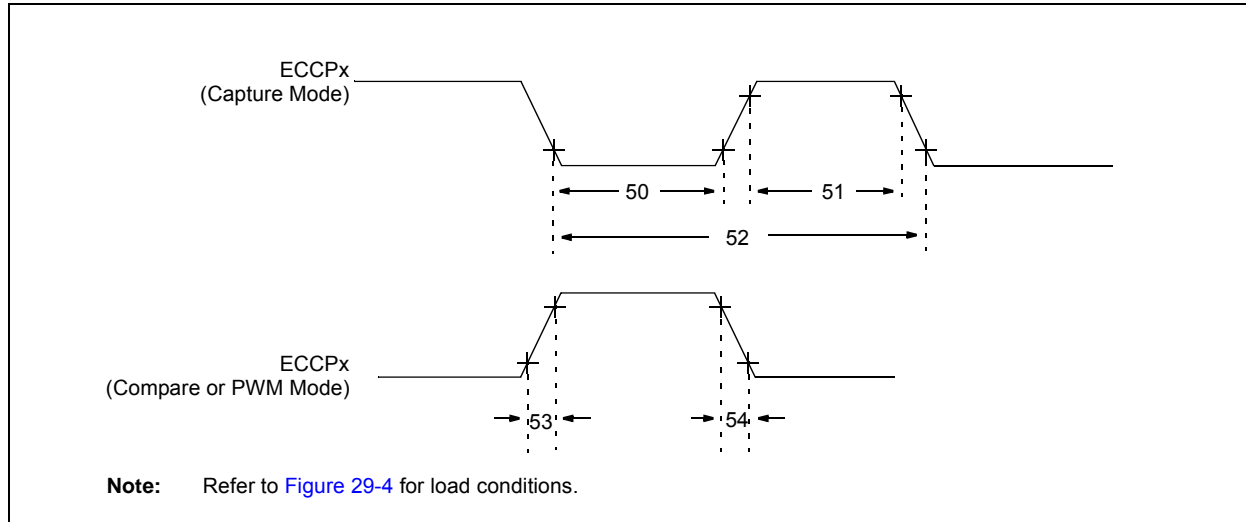 ECCPx
(Capture Mode)
50
51
52
ECCPx
(Compare or PWM Mode)
53
54
Note: Refer to Figure 29-4 for load conditions.